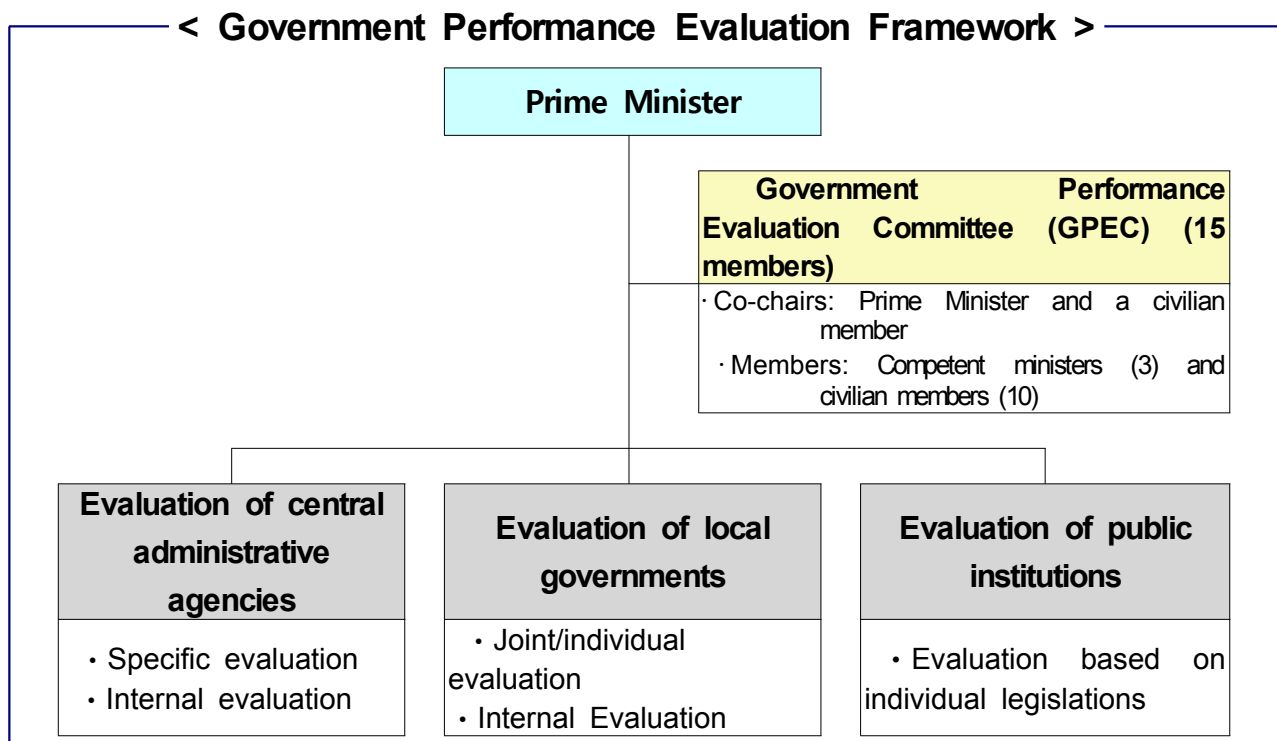 < Government Performance Evaluation Framework >
Prime Minister
Government Performance
Evaluation Committee (GPEC) (15
members)
· Co-chairs: Prime Minister and a civilian
member
· Members: Competent ministers (3) and
civilian members (10)
Evaluation of central
administrative
agencies
· Specific evaluation
· Internal evaluation
Evaluation of local
governments
· Joint/individual
evaluation
· Internal Evaluation
Evaluation of public
institutions
· Evaluation based on
individual legislations